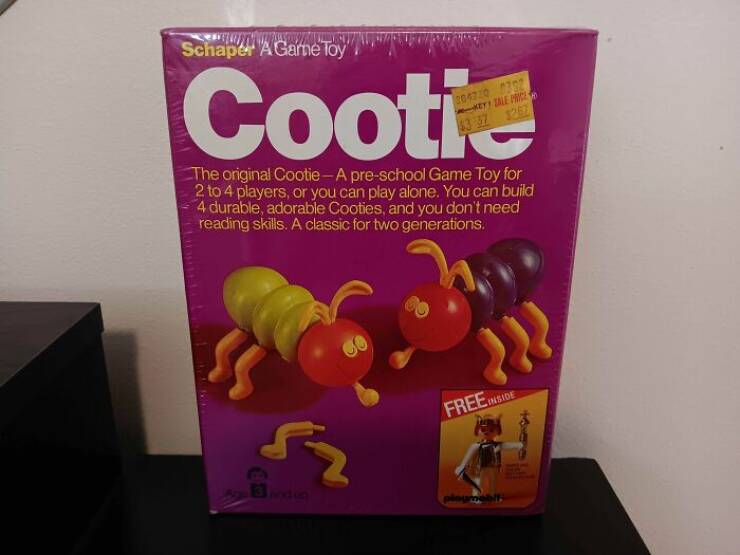 Schaper A Game Toy
Cootie
SALE PRICE
$3 37
The original Cootie—A pre-school Game Toy for
2 to 4 players, or you can play alone. You can build
4 durable, adorable Cooties, and you don't need
reading skills. A classic for two generations.
FREE INSIDE
playmobil
Age 3 and up